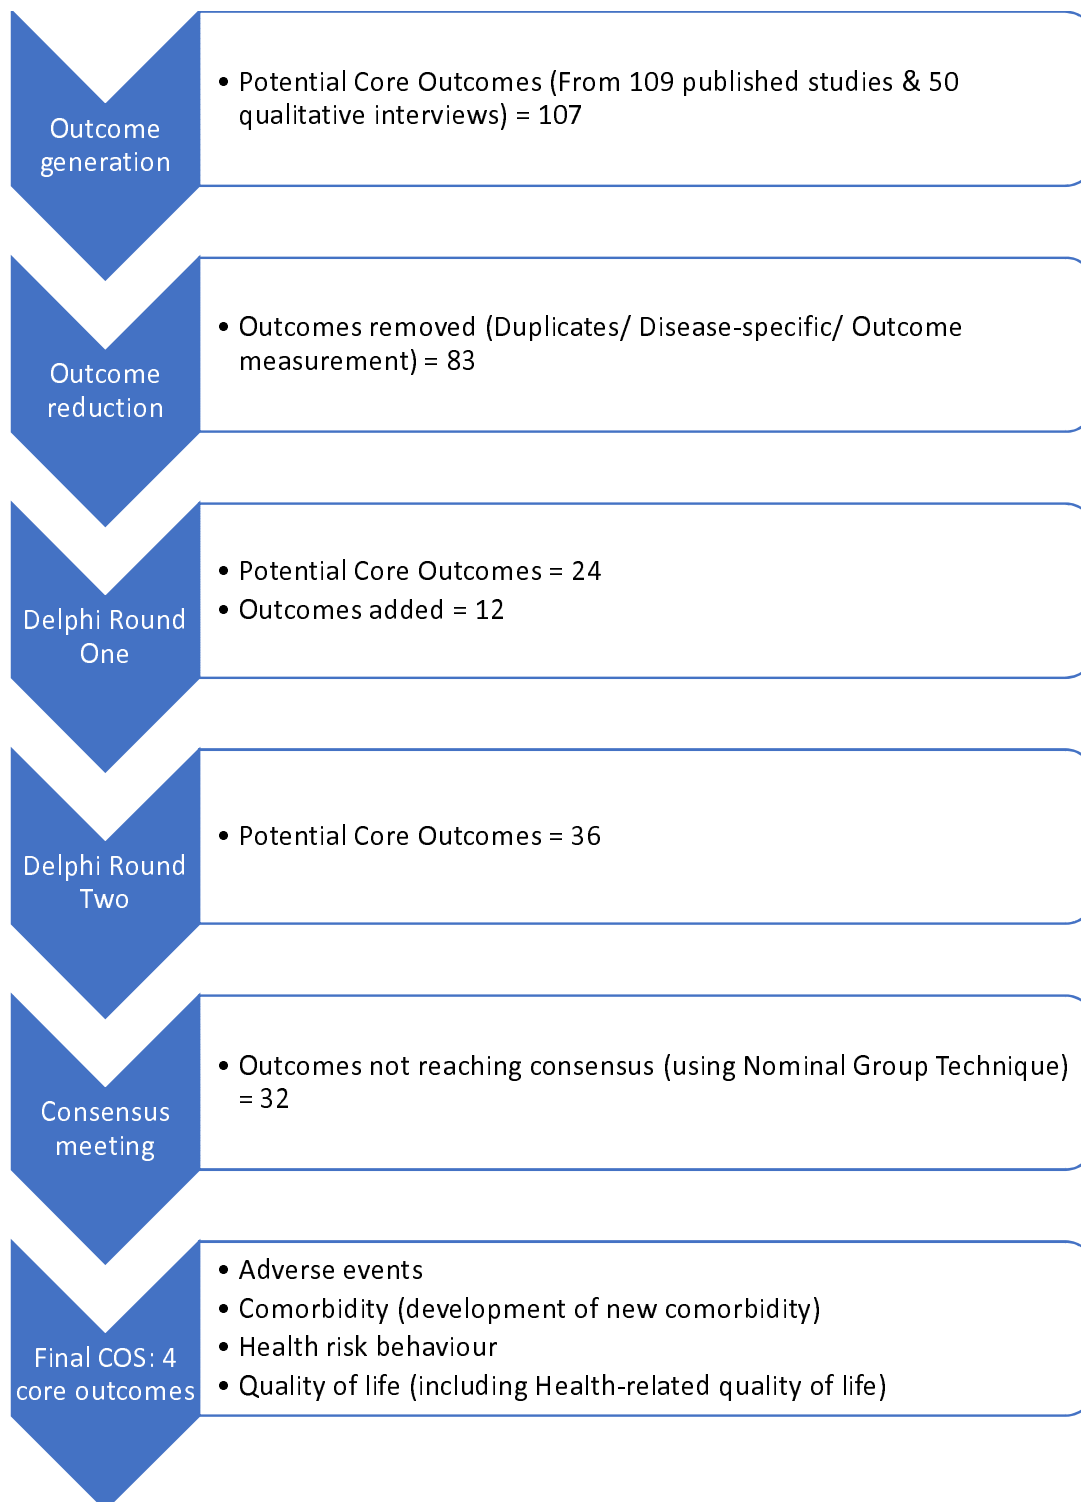 Outcome
generation
• Potential Core Outcomes (From 109 published studies & 50
qualitative interviews) = 107
Outcome
reduction
• Outcomes removed (Duplicates/ Disease-specific/ Outcome
measurement) = 83
Delphi Round
One
• Potential Core Outcomes = 24
• Outcomes added = 12
Delphi Round
Two
• Potential Core Outcomes = 36
Consensus
meeting
• Outcomes not reaching consensus (using Nominal Group Technique)
= 32
Final COS: 4
core outcomes
• Adverse events
• Comorbidity (development of new comorbidity)
• Health risk behaviour
• Quality of life (including Health-related quality of life)